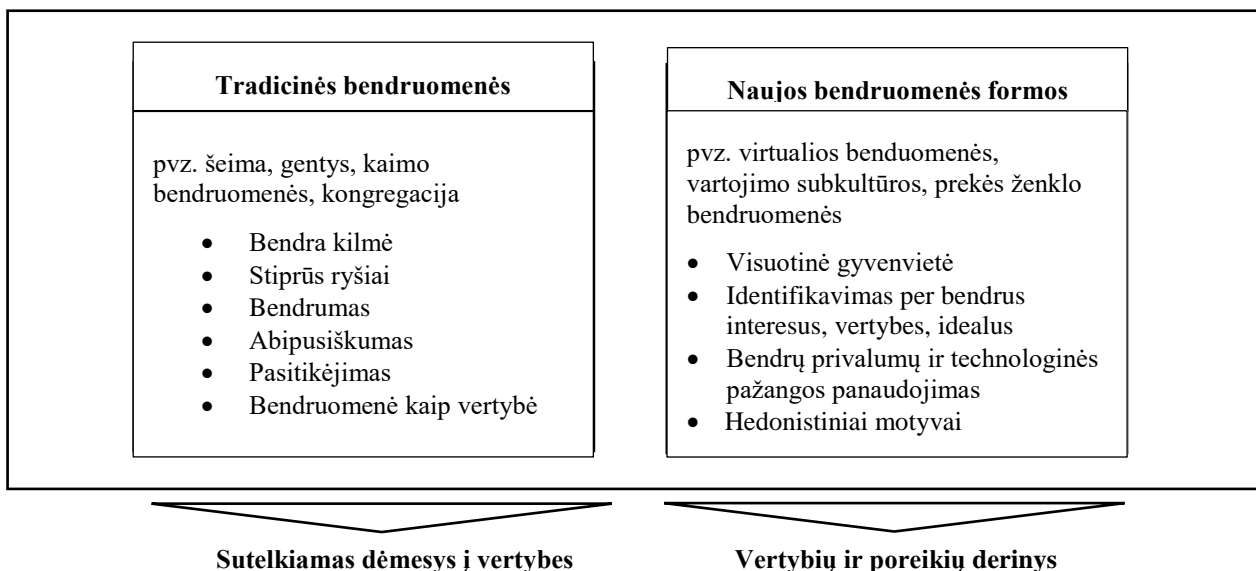 Tradicinės bendruomenės
pvz. šeima, gentys, kaimo
bendruomenės, kongregacija
• Bendra kilmė
• Stiprūs ryšiai
• Bendrumas
• Abipusiškumas
• Pasitikėjimas
• Bendruomenė kaip vertybė
Naujos bendruomenės formos
pvz. virtualios benduomenės,
vartojimo subkultūros, prekės ženklo
bendruomenės
• Visuotinė gyvenvietė
• Identifikavimas per bendrus
interesus, vertybes, idealus
• Bendrų privalumų ir technologinės
pažangos panaudojimas
• Hedonistiniai motyvai
Sutelkiamas dėmesys į vertybes
Vertybių ir poreikių derinys